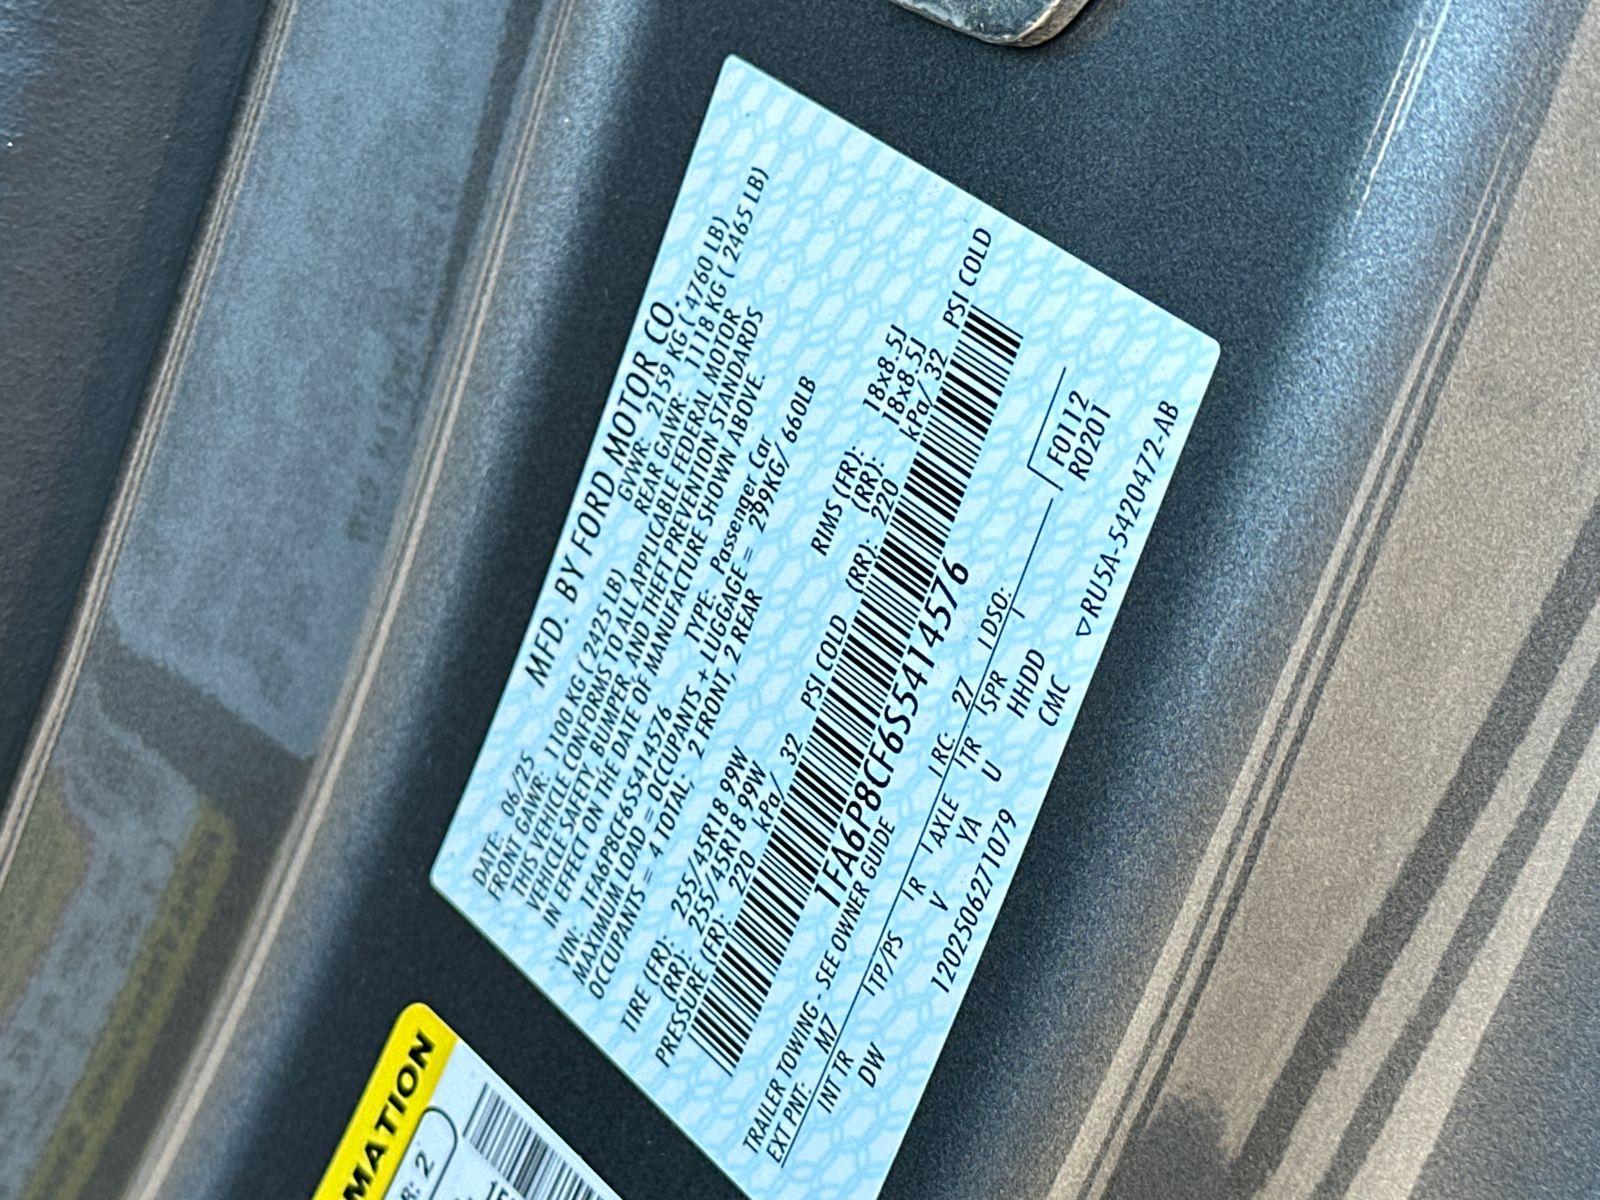 MFD. BY FORD MOTOR CO.
DATE: 06/25 GVWR: 2159 KG ( 4760 LB)
FRONT GAWR: 1100 KG ( 2425 LB) REAR GAWR: 1118 KG ( 2465 LB)
THIS VEHICLE CONFORMS TO ALL APPLICABLE FEDERAL MOTOR
VEHICLE SAFETY, BUMPER, AND THEFT PREVENTION STANDARDS
IN EFFECT ON THE DATE OF MANUFACTURE SHOWN ABOVE.
VIN: 1FA6P8CF6S5414576 TYPE: Passenger Car
MAXIMUM LOAD = OCCUPANTS + LUGGAGE = 299KG/ 660LB
OCCUPANTS = 4 TOTAL; 2 FRONT, 2 REAR
TIRE (FR): 255/45R18 99W RIMS (FR): 18x8.5J
(RR): 255/45R18 99W (RR): 18x8.5J
PRESSURE (FR): 220 kPa/ 32 PSI COLD (RR): 220 kPa/ 32 PSI COLD
1FA6P8CF6S5414576
TRAILER TOWING - SEE OWNER GUIDE
EXT PNT: M7 RC: 27 DSO: F0112
INT TR TP/PS R AXLE TR SPR R0201
DW V YA U HHDD
CMC
1202506271079 ▽RU5A-5420472-AB
MATION
R: 2